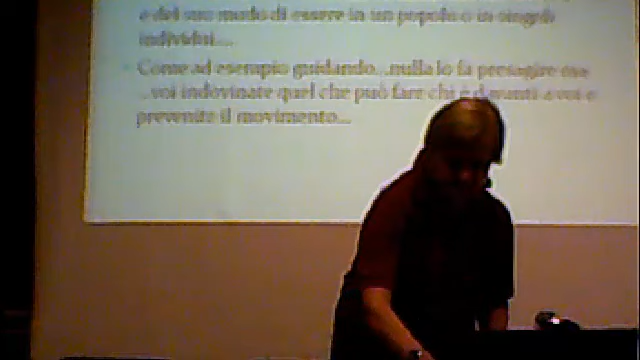 e del suo modo di essere in un popolo o in singoli
individui...
Come ad esempio guidando...nulla lo fa presagire ma
...voi indovinate quel che può fare chi è davanti a voi e
prevenite il movimento...